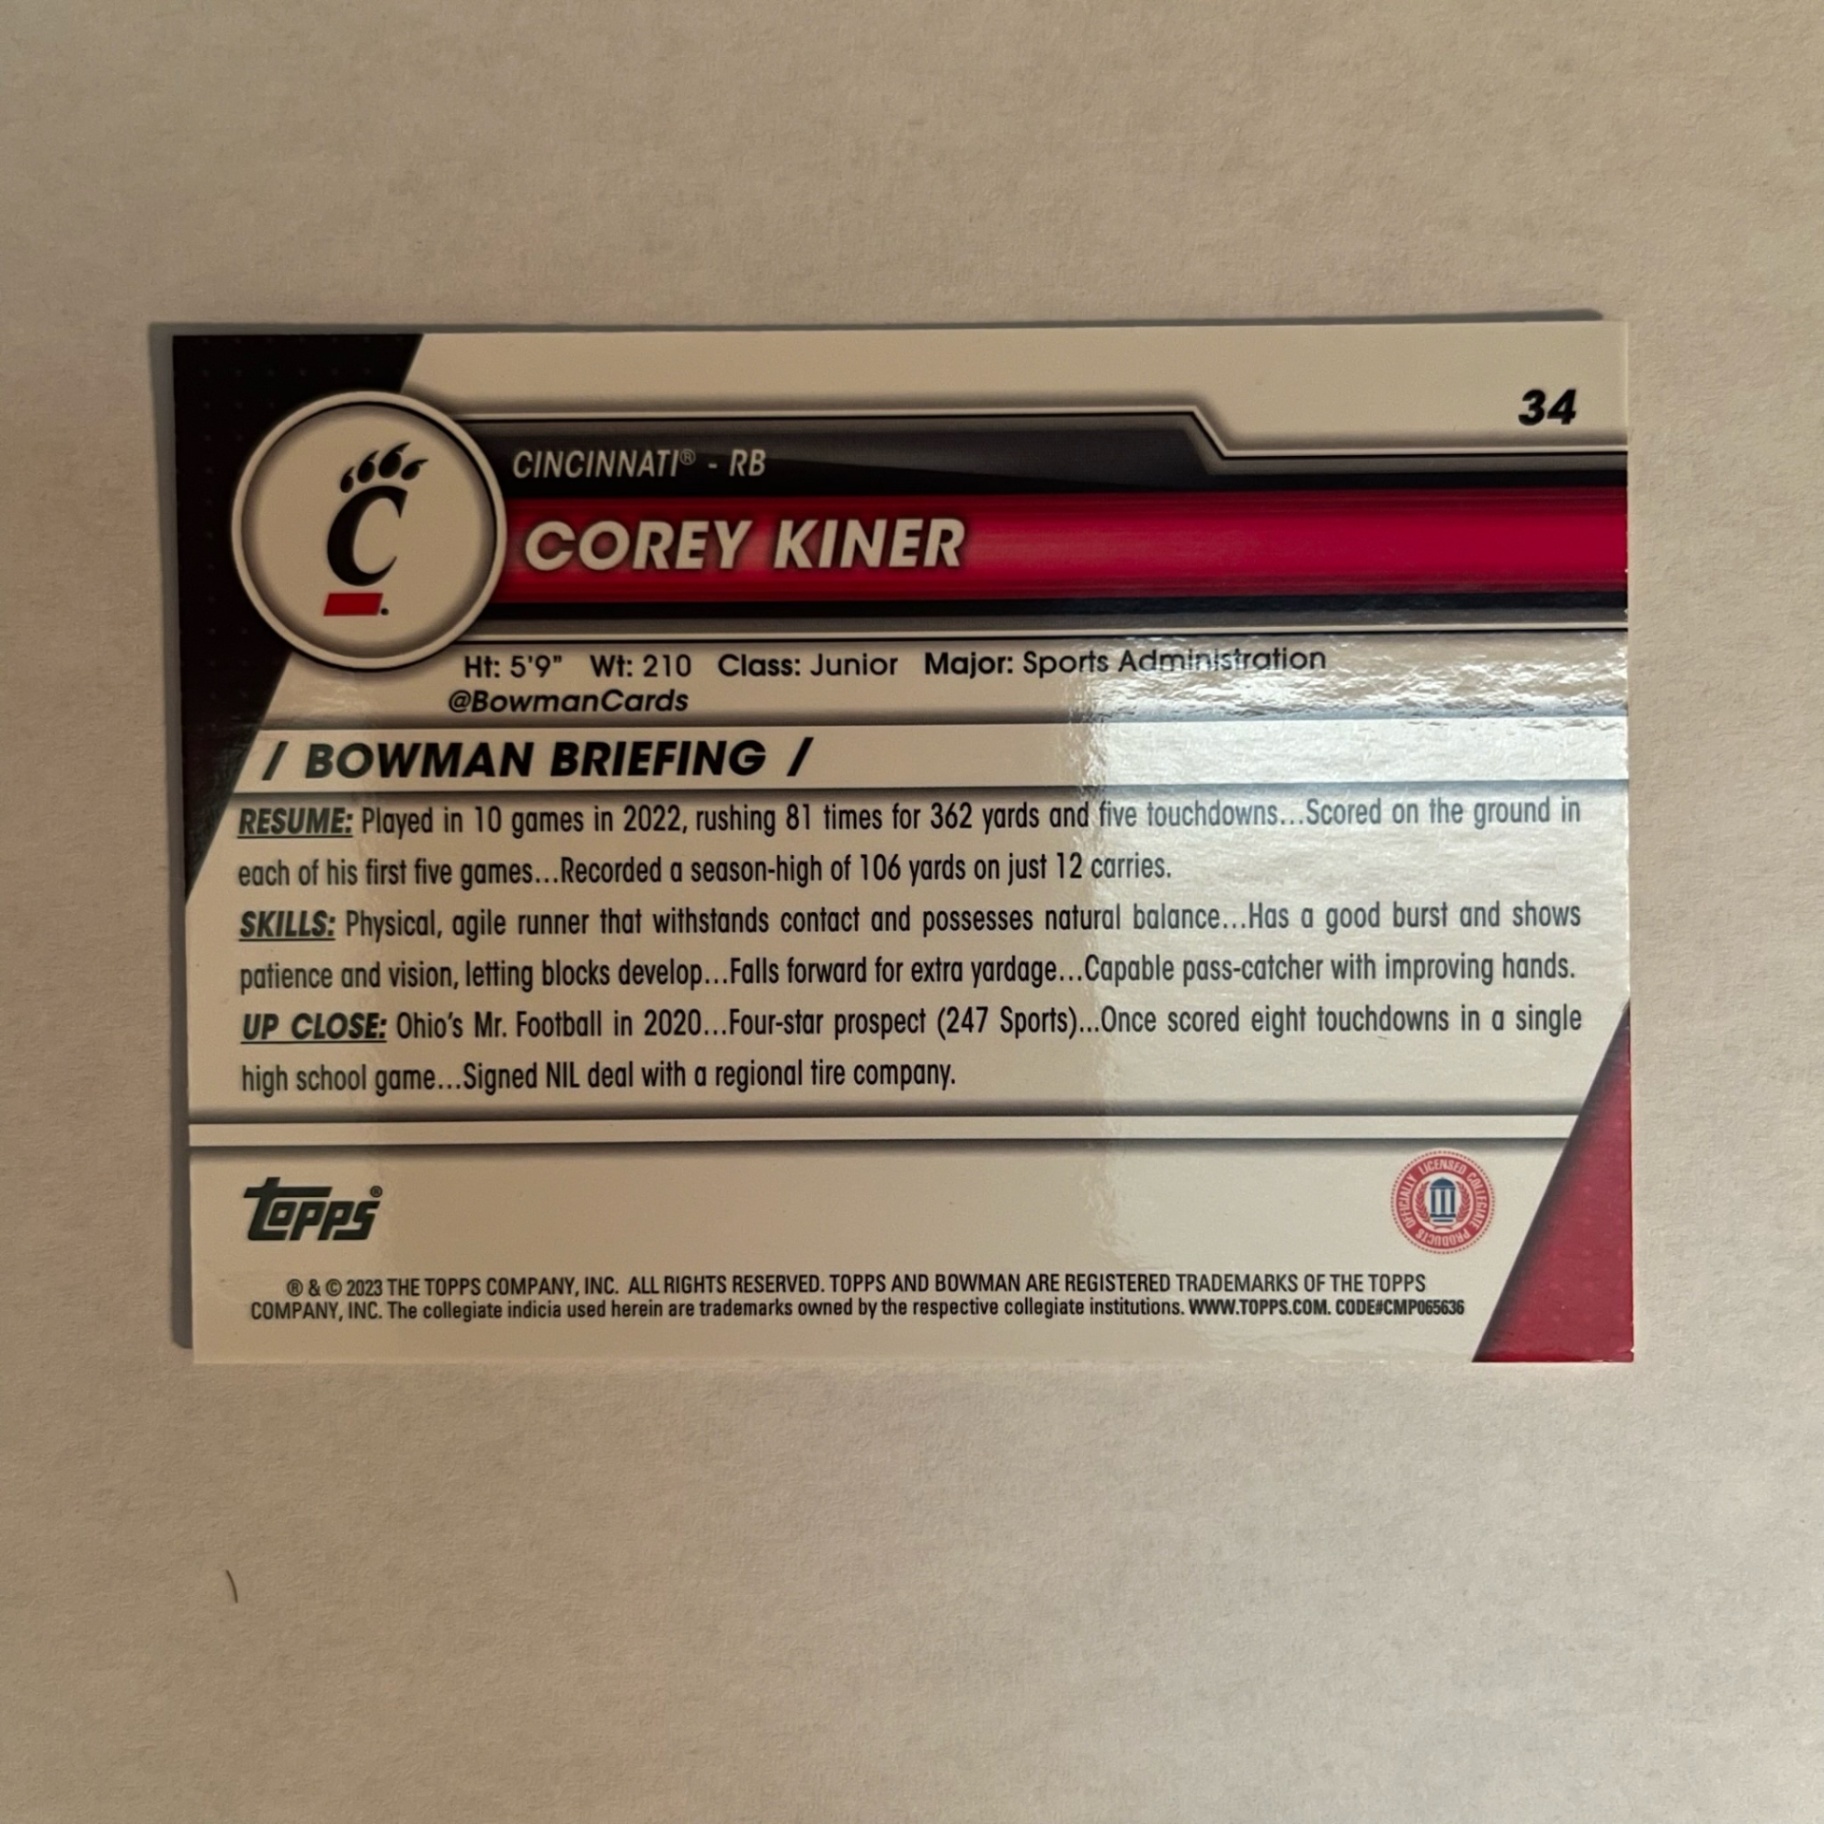 34
CINCINNATI® - RB
COREY KINER
Ht: 5'9" Wt: 210 Class: Junior Major: Sports Administration
@BowmanCards
/ BOWMAN BRIEFING /
RESUME: Played in 10 games in 2022, rushing 81 times for 362 yards and five touchdowns...Scored on the ground in
each of his first five games...Recorded a season-high of 106 yards on just 12 carries.
SKILLS: Physical, agile runner that withstands contact and possesses natural balance...Has a good burst and shows
patience and vision, letting blocks develop...Falls forward for extra yardage...Capable pass-catcher with improving hands.
UP CLOSE: Ohio's Mr. Football in 2020...Four-star prospect (247 Sports)...Once scored eight touchdowns in a single
high school game...Signed NIL deal with a regional tire company.
topps®
OFFICIALLY LICENSED COLLEGIATE PRODUCTS
® & © 2023 THE TOPPS COMPANY, INC. ALL RIGHTS RESERVED. TOPPS AND BOWMAN ARE REGISTERED TRADEMARKS OF THE TOPPS
COMPANY, INC. The collegiate indicia used herein are trademarks owned by the respective collegiate institutions. WWW.TOPPS.COM. CODE#CMP065636